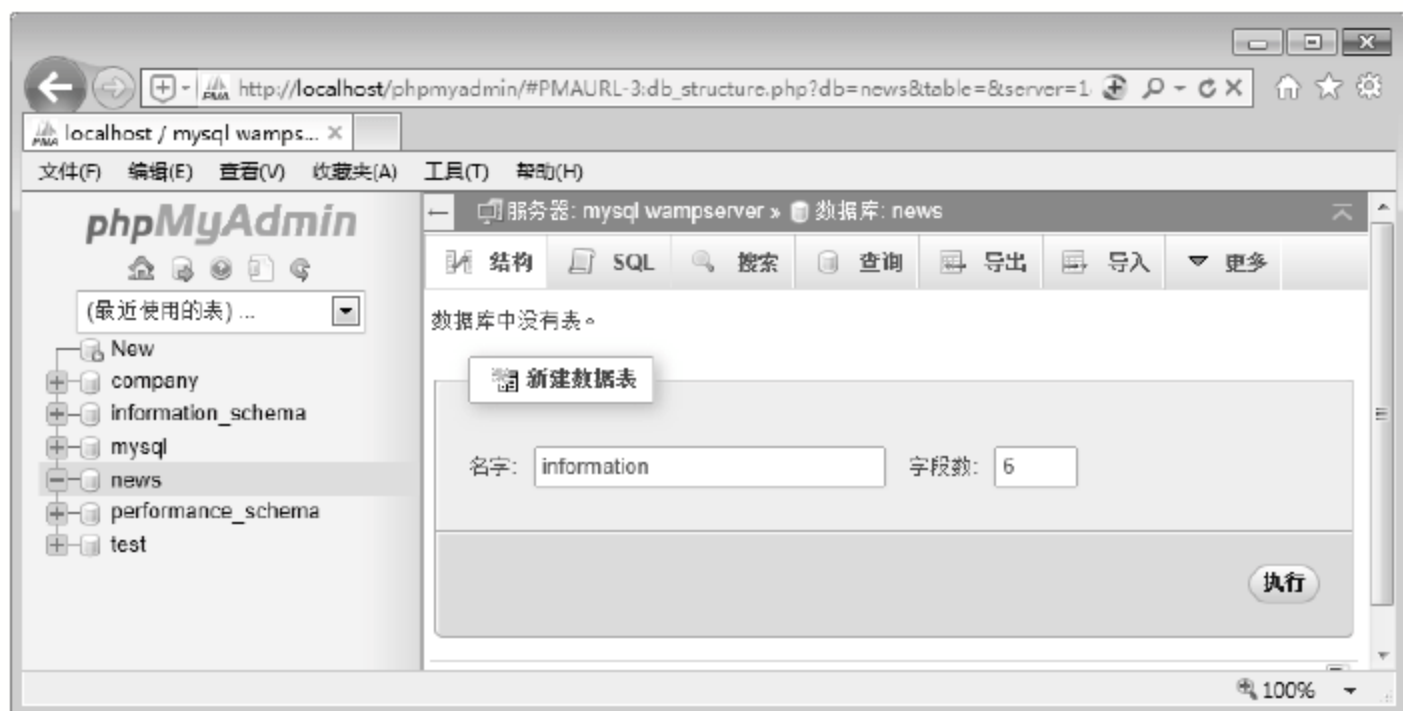 http://localhost/phpmyadmin/#PMAURL-3:db_structure.php?db=news&table=&server=1
localhost / mysql wamps...
文件(F) 编辑(E) 查看(V) 收藏夹(A) 工具(T) 帮助(H)
phpMyAdmin
(最近使用的表) ...
New
company
information_schema
mysql
news
performance_schema
test
服务器: mysql wampserver » 数据库: news
结构 SQL 搜索 查询 导出 导入 更多
数据库中没有表。
新建数据表
名字: information 字段数: 6
执行
100%